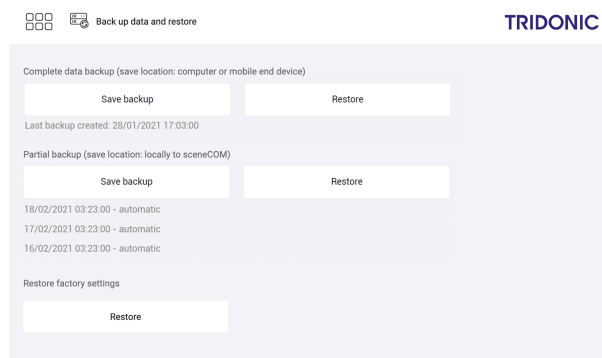 Back up data and restore
TRIDONIC
Complete data backup (save location: computer or mobile end device)
Save backup
Restore
Last backup created: 28/01/2021 17:03:00
Partial backup (save location: locally to sceneCOM)
Save backup
Restore
18/02/2021 03:23:00 - automatic
17/02/2021 03:23:00 - automatic
16/02/2021 03:23:00 - automatic
Restore factory settings
Restore